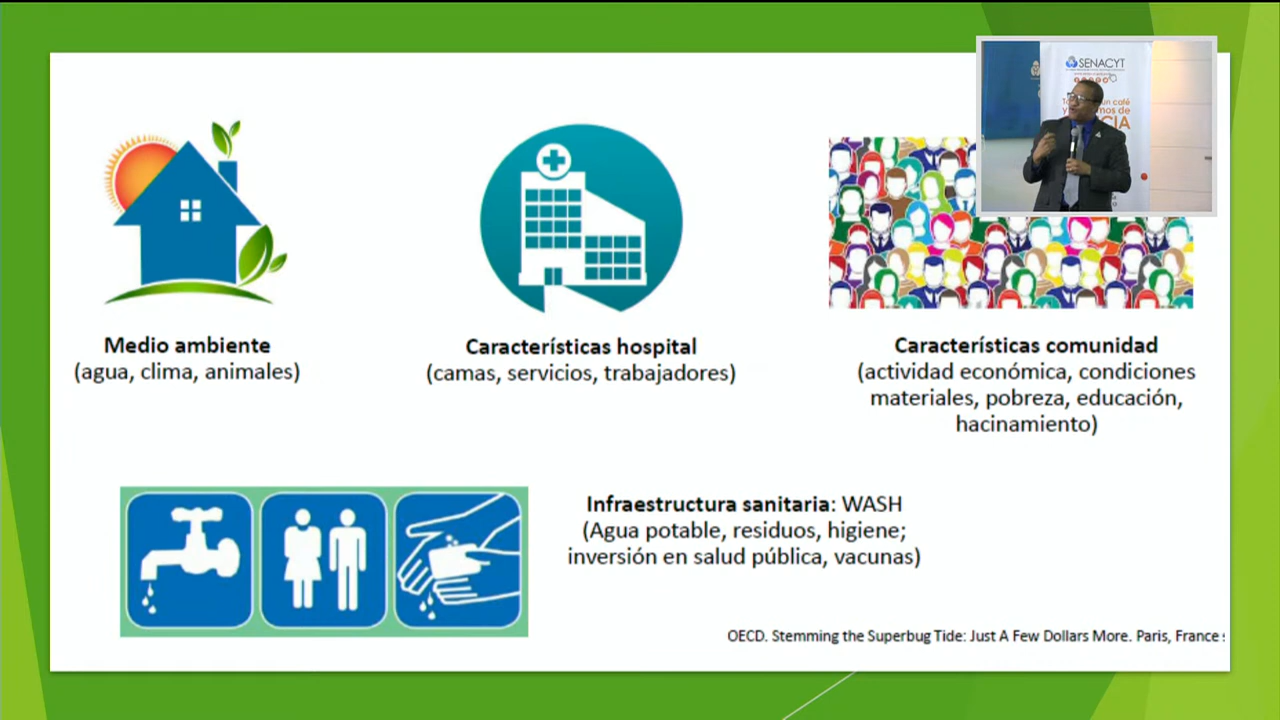 SENACYT
un café
Medio ambiente
(agua, clima, animales)
Características hospital
(camas, servicios, trabajadores)
Características comunidad
(actividad económica, condiciones
materiales, pobreza, educación,
hacinamiento)
Infraestructura sanitaria: WASH
(Agua potable, residuos, higiene;
inversión en salud pública, vacunas)
OECD. Stemming the Superbug Tide: Just A Few Dollars More. Paris, France